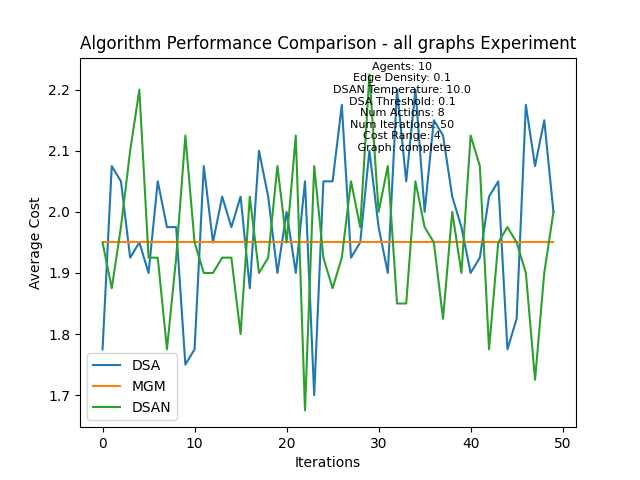 Algorithm Performance Comparison - all graphs Experiment
Agents: 10
Edge Density: 0.1
DSAN Temperature: 10.0
DSA Threshold: 0.1
Num Actions: 8
Num Iterations: 50
Cost Range: 4
Graph: complete
2.2
2.1
2.0
1.9
1.8
1.7
Average Cost
DSA
MGM
DSAN
0
10
20
30
40
50
Iterations